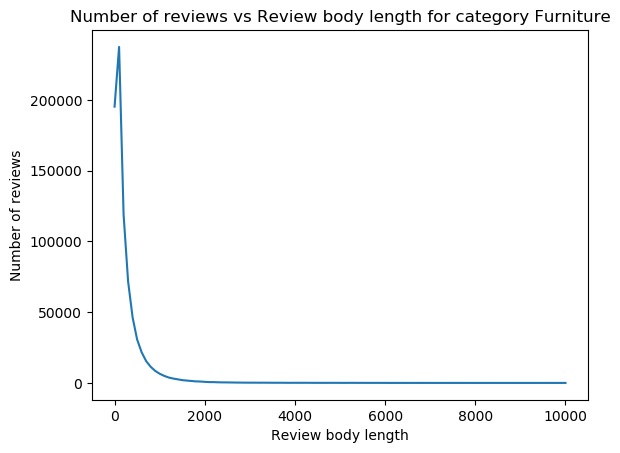 Number of reviews vs Review body length for category Furniture
Number of reviews
200000
150000
100000
50000
0
0 2000 4000 6000 8000 10000
Review body length